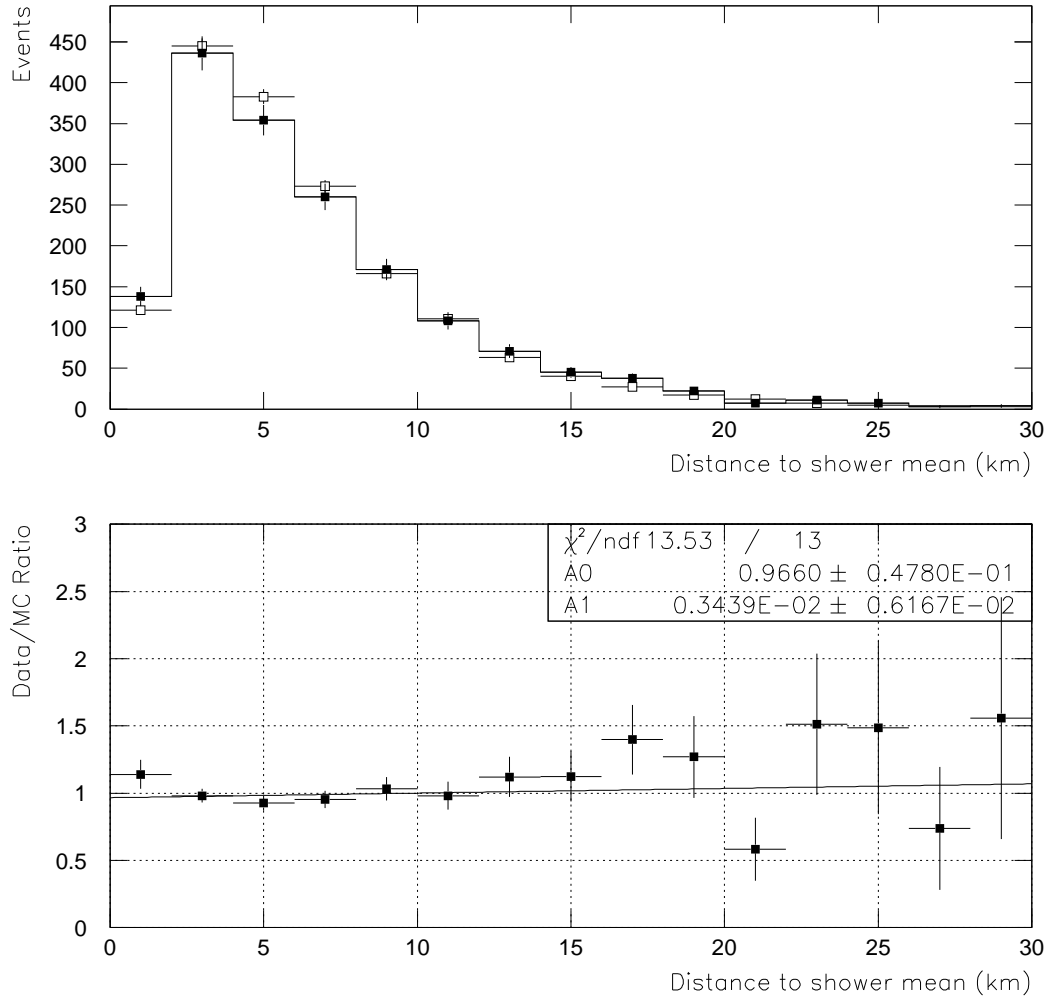 Events
450
400
350
300
250
200
150
100
50
0
0 5 10 15 20 25 30
Distance to shower mean (km)
Data/MC Ratio
3
2.5
2
1.5
1
0.5
0
χ²/ndf 13.53 / 13
A0 0.9660 ± 0.4780E−01
A1 0.3439E−02 ± 0.6167E−02
0 5 10 15 20 25 30
Distance to shower mean (km)